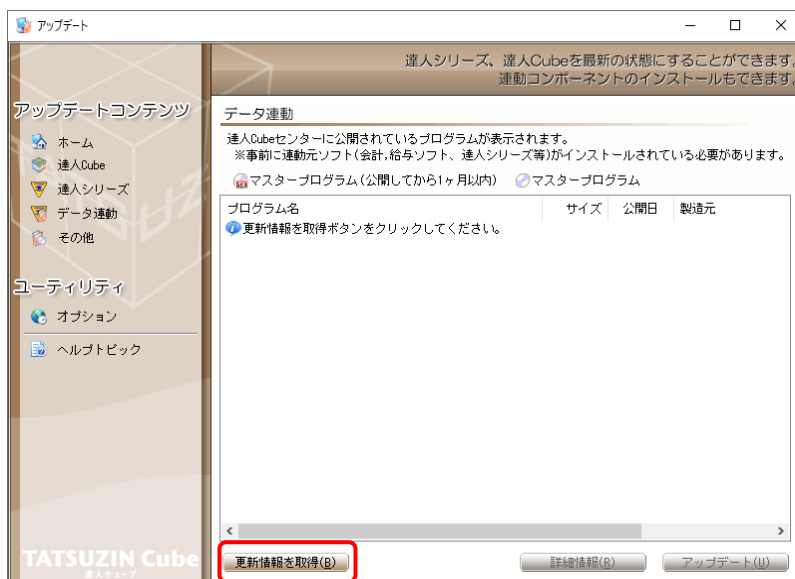 アップデート
達人シリーズ、達人Cubeを最新の状態にすることができます。
連動コンポーネントのインストールもできます。
アップデートコンテンツ
ホーム
達人Cube
達人シリーズ
データ連動
その他
ユーティリティ
オプション
ヘルプトピック
TATSUZIN Cube
達人キューブ
データ連動
達人Cubeセンターに公開されているプログラムが表示されます。
※事前に連動元ソフト(会計,給与ソフト、達人シリーズ等)がインストールされている必要があります。
マスタープログラム(公開してから1ヶ月以内) マスタープログラム
プログラム名 サイズ 公開日 製造元
更新情報を取得ボタンをクリックしてください。
更新情報を取得(B) 詳細情報(R) アップデート(U)